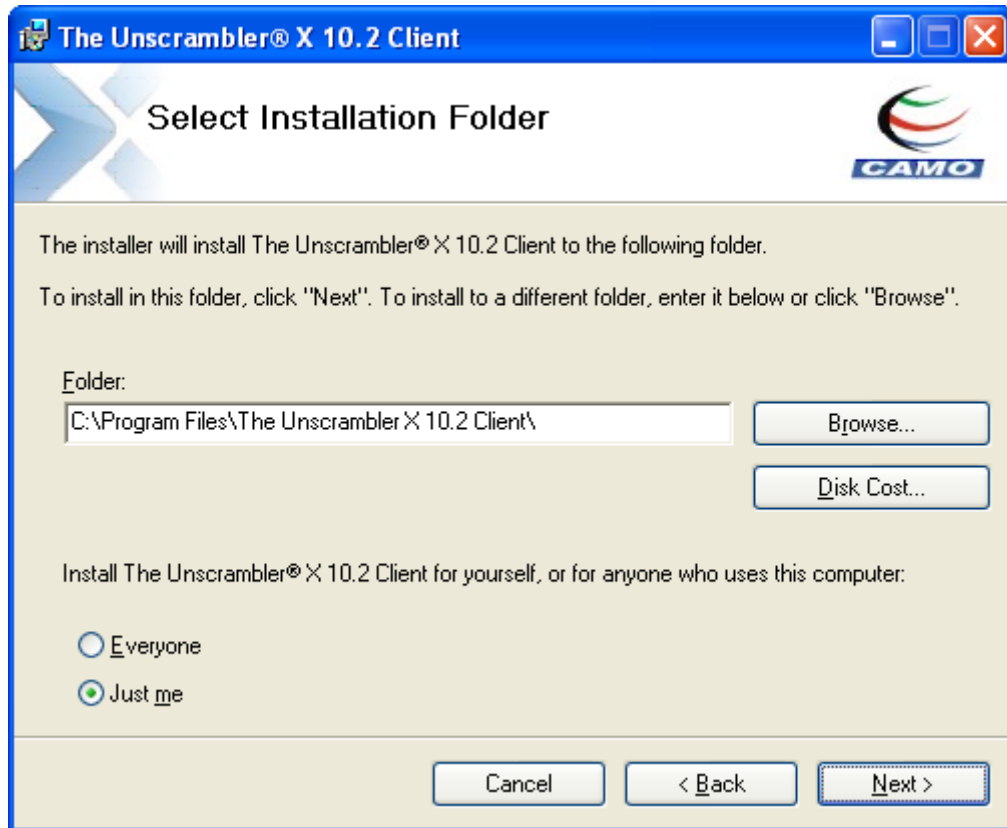 The Unscrambler® X 10.2 Client
Select Installation Folder
CAMO
The installer will install The Unscrambler® X 10.2 Client to the following folder.
To install in this folder, click "Next". To install to a different folder, enter it below or click "Browse".
Folder:
C:\Program Files\The Unscrambler X 10.2 Client\
Browse...
Disk Cost...
Install The Unscrambler® X 10.2 Client for yourself, or for anyone who uses this computer:
Everyone
Just me
Cancel
< Back
Next >